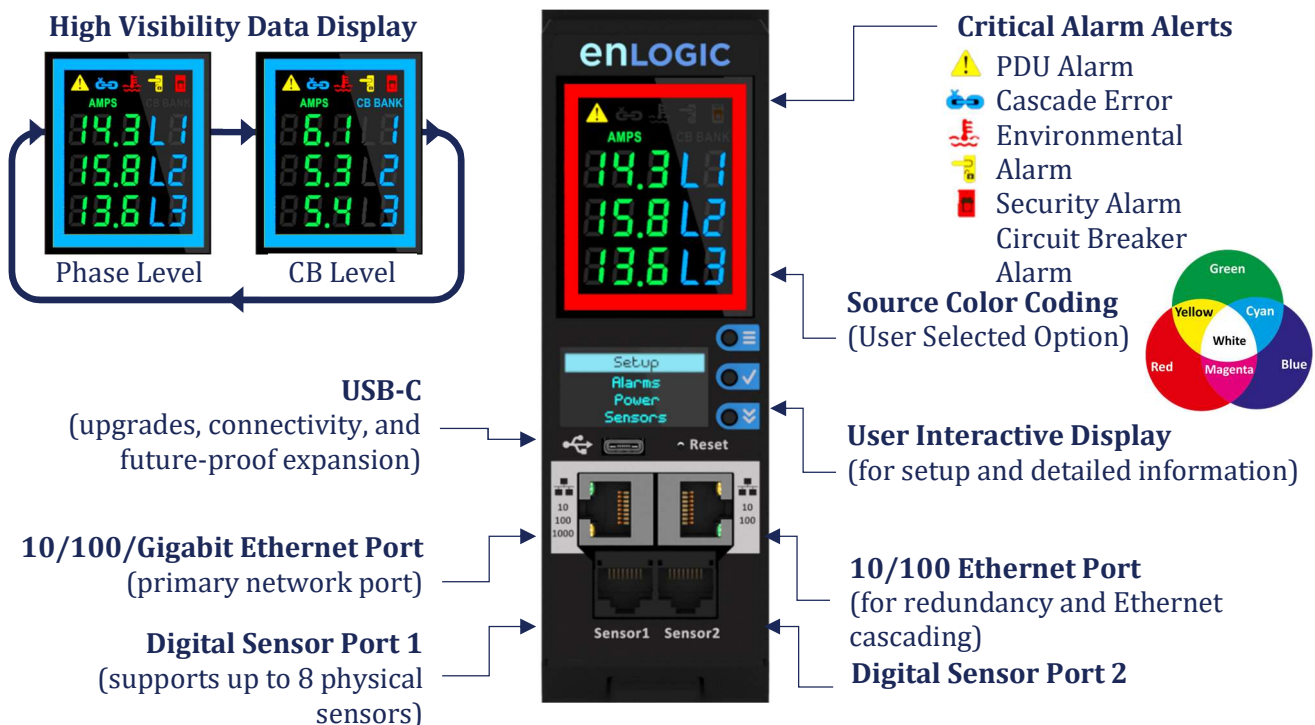 High Visibility Data Display
AMPS CB BANK
14.3 L1
15.8 L2
13.6 L3
Phase Level
AMPS CB BANK
6.1 1
5.3 2
5.4 3
CB Level
enLOGIC
AMPS CB BANK
14.3 L1
15.8 L2
13.6 L3
Setup
Alarms
Power
Sensors
Reset
10
100
1000
10
100
Sensor1 Sensor2
Critical Alarm Alerts
PDU Alarm
Cascade Error
Environmental
Alarm
Security Alarm
Circuit Breaker
Alarm
Source Color Coding
(User Selected Option)
Green
Yellow
Cyan
White
Red
Magenta
Blue
USB-C
(upgrades, connectivity, and
future-proof expansion)
User Interactive Display
(for setup and detailed information)
10/100/Gigabit Ethernet Port
(primary network port)
10/100 Ethernet Port
(for redundancy and Ethernet
cascading)
Digital Sensor Port 1
(supports up to 8 physical
sensors)
Digital Sensor Port 2